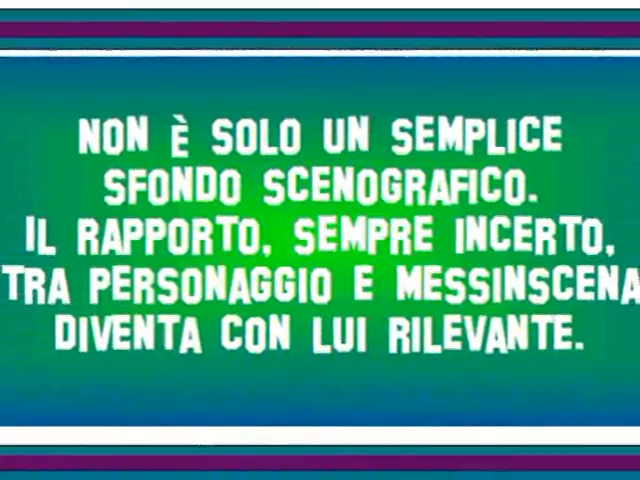 NON È SOLO UN SEMPLICE
SFONDO SCENOGRAFICO.
IL RAPPORTO, SEMPRE INCERTO,
TRA PERSONAGGIO E MESSINSCENA
DIVENTA CON LUI RILEVANTE.